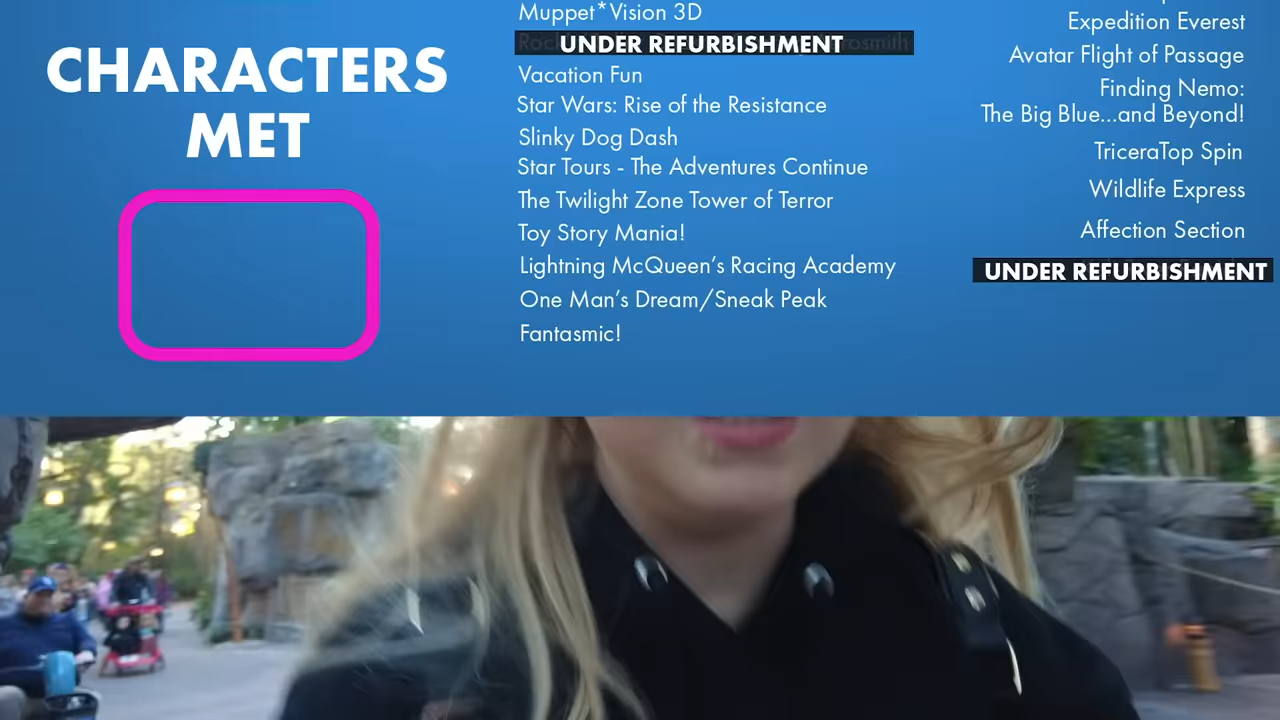 CHARACTERS
MET
Muppet*Vision 3D
UNDER REFURBISHMENT
Vacation Fun
Star Wars: Rise of the Resistance
Slinky Dog Dash
Star Tours - The Adventures Continue
The Twilight Zone Tower of Terror
Toy Story Mania!
Lightning McQueen's Racing Academy
One Man's Dream/Sneak Peak
Fantasmic!
Expedition Everest
Avatar Flight of Passage
Finding Nemo:
The Big Blue...and Beyond!
TriceraTop Spin
Wildlife Express
Affection Section
UNDER REFURBISHMENT